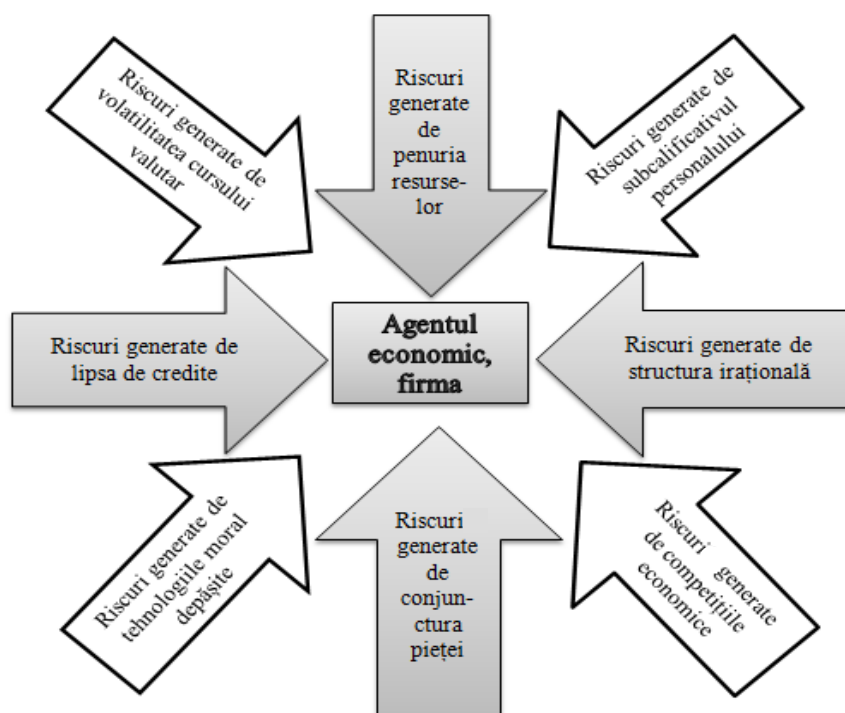 Riscuri generate de
volatilitatea cursului
valutar
Riscuri
generate
de
penuria
resurse-
lor
Riscuri generate de
subcalificativul
personalului
Riscuri generate de
lipsa de credite
Agentul
economic,
firma
Riscuri generate de
structura irațională
Riscuri generate de
tehnologiile moral
depășite
Riscuri
generate
de
conjun-
ctura
pieței
Riscuri generate
de competițiile
economice